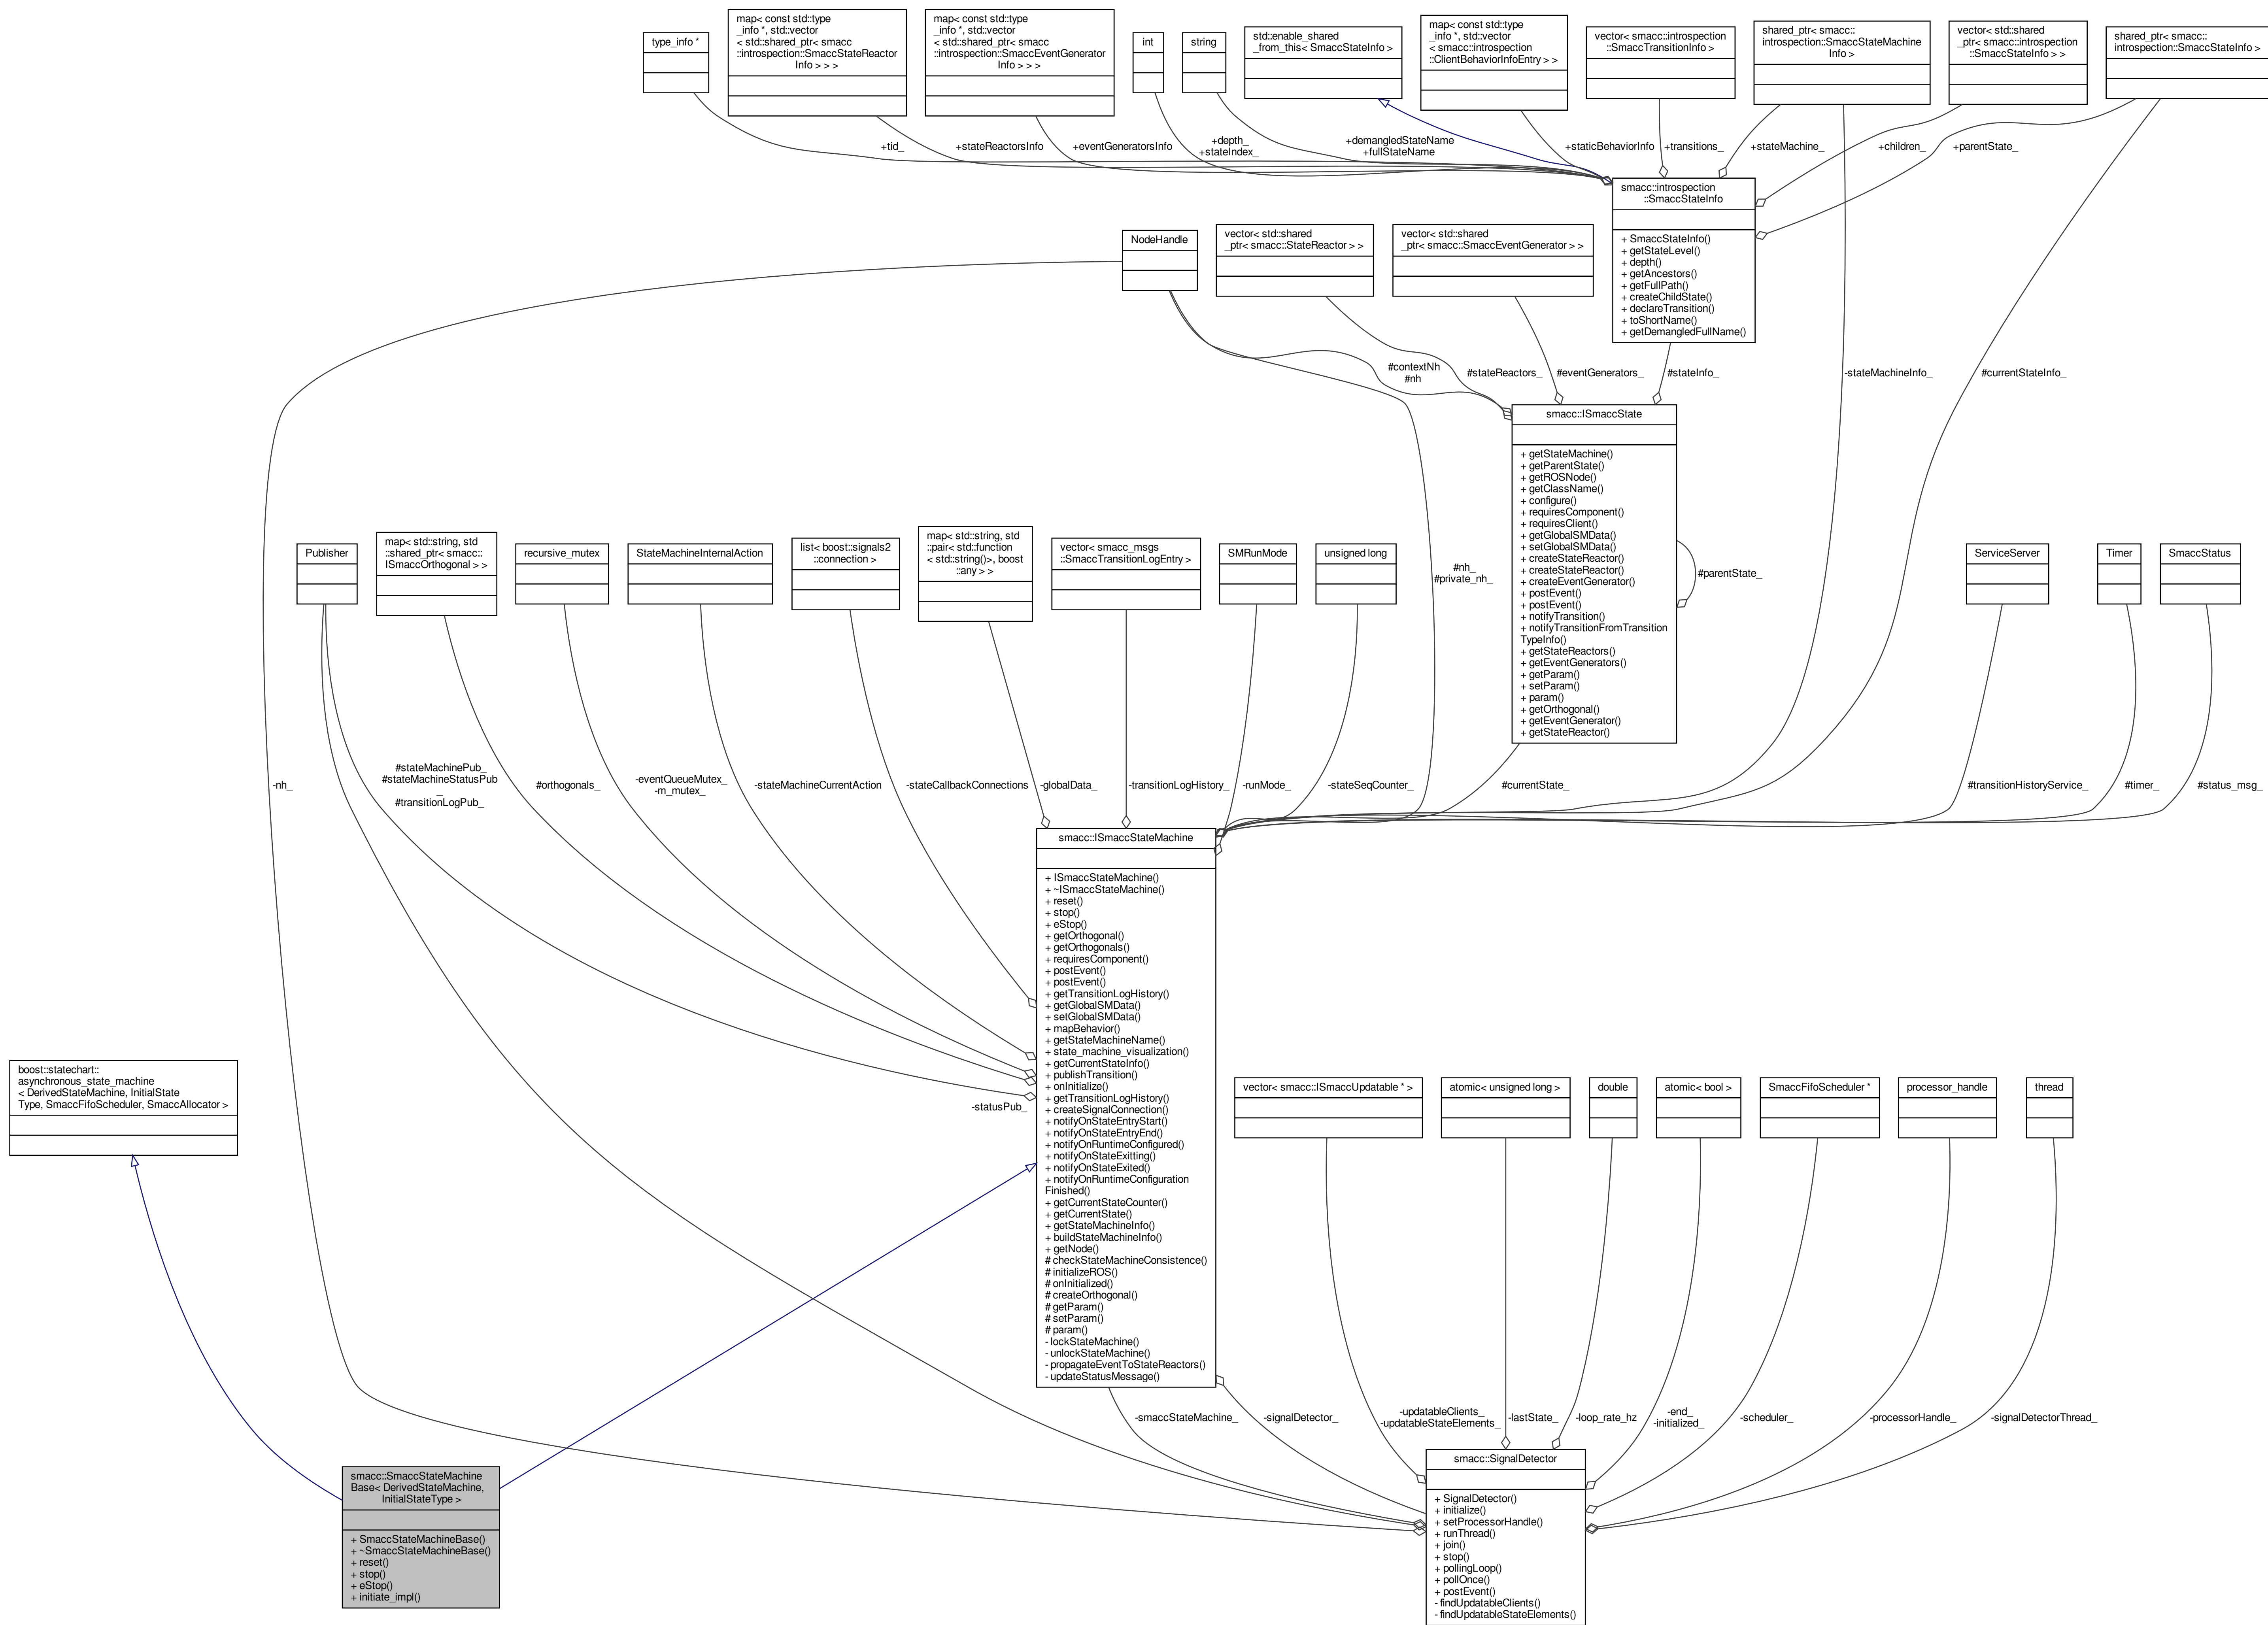 type_info *
map< const std::type
_info *, std::vector
< std::shared_ptr< smacc
::introspection::SmaccStateReactor
Info > > >
map< const std::type
_info *, std::vector
< std::shared_ptr< smacc
::introspection::SmaccEventGenerator
Info > > >
int
string
std::enable_shared
_from_this< SmaccStateInfo >
map< const std::type
_info *, std::vector
< smacc::introspection
::ClientBehaviorInfoEntry > >
vector< smacc::introspection
::SmaccTransitionInfo >
shared_ptr< smacc::
introspection::SmaccStateMachine
Info >
vector< std::shared
_ptr< smacc::introspection
::SmaccStateInfo > >
shared_ptr< smacc::
introspection::SmaccStateInfo >
+tid_
+stateReactorsInfo
+eventGeneratorsInfo
+depth_
+stateIndex_
+demangledStateName
+fullStateName
+staticBehaviorInfo
+transitions_
+stateMachine_
+children_
+parentState_
smacc::introspection
::SmaccStateInfo
+ SmaccStateInfo()
+ getStateLevel()
+ depth()
+ getAncestors()
+ getFullPath()
+ createChildState()
+ declareTransition()
+ toShortName()
+ getDemangledFullName()
NodeHandle
vector< std::shared
_ptr< smacc::StateReactor > >
vector< std::shared
_ptr< smacc::SmaccEventGenerator > >
#contextNh
#nh
#stateReactors_
#eventGenerators_
#stateInfo_
-stateMachineInfo_
#currentStateInfo_
smacc::ISmaccState
+ getStateMachine()
+ getParentState()
+ getROSNode()
+ getClassName()
+ configure()
+ requiresComponent()
+ requiresClient()
+ getGlobalSMData()
+ setGlobalSMData()
+ createStateReactor()
+ createStateReactor()
+ createEventGenerator()
+ postEvent()
+ postEvent()
+ notifyTransition()
+ notifyTransitionFromTransition
TypeInfo()
+ getStateReactors()
+ getEventGenerators()
+ getParam()
+ setParam()
+ param()
+ getOrthogonal()
+ getEventGenerator()
+ getStateReactor()
#parentState_
Publisher
map< std::string, std
::shared_ptr< smacc::
ISmaccOrthogonal > >
recursive_mutex
StateMachineInternalAction
list< boost::signals2
::connection >
map< std::string, std
::pair< std::function
< std::string()>, boost
::any > >
vector< smacc_msgs
::SmaccTransitionLogEntry >
SMRunMode
unsigned long
#nh_
#private_nh_
ServiceServer
Timer
SmaccStatus
-nh_
#stateMachinePub_
#stateMachineStatusPub
_
#transitionLogPub_
#orthogonals_
-eventQueueMutex_
-m_mutex_
-stateMachineCurrentAction
-stateCallbackConnections
-globalData_
-transitionLogHistory_
-runMode_
-stateSeqCounter_
#currentState_
#transitionHistoryService_
#timer_
#status_msg_
smacc::ISmaccStateMachine
+ ISmaccStateMachine()
+ ~ISmaccStateMachine()
+ reset()
+ stop()
+ eStop()
+ getOrthogonal()
+ getOrthogonals()
+ requiresComponent()
+ postEvent()
+ postEvent()
+ getTransitionLogHistory()
+ getGlobalSMData()
+ setGlobalSMData()
+ mapBehavior()
+ getStateMachineName()
+ state_machine_visualization()
+ getCurrentStateInfo()
+ publishTransition()
+ onInitialize()
+ getTransitionLogHistory()
+ createSignalConnection()
+ notifyOnStateEntryStart()
+ notifyOnStateEntryEnd()
+ notifyOnRuntimeConfigured()
+ notifyOnStateExitting()
+ notifyOnStateExited()
+ notifyOnRuntimeConfiguration
Finished()
+ getCurrentStateCounter()
+ getCurrentState()
+ getStateMachineInfo()
+ buildStateMachineInfo()
+ getNode()
# checkStateMachineConsistence()
# initializeROS()
# onInitialized()
# createOrthogonal()
# getParam()
# setParam()
# param()
- lockStateMachine()
- unlockStateMachine()
- propagateEventToStateReactors()
- updateStatusMessage()
-statusPub_
boost::statechart::
asynchronous_state_machine
< DerivedStateMachine, InitialState
Type, SmaccFifoScheduler, SmaccAllocator >
vector< smacc::ISmaccUpdatable * >
atomic< unsigned long >
double
atomic< bool >
SmaccFifoScheduler *
processor_handle
thread
-smaccStateMachine_
-signalDetector_
-updatableClients_
-updatableStateElements_
-lastState_
-loop_rate_hz
-end_
-initialized_
-scheduler_
-processorHandle_
-signalDetectorThread_
smacc::SmaccStateMachine
Base< DerivedStateMachine,
InitialStateType >
+ SmaccStateMachineBase()
+ ~SmaccStateMachineBase()
+ reset()
+ stop()
+ eStop()
+ initiate_impl()
smacc::SignalDetector
+ SignalDetector()
+ initialize()
+ setProcessorHandle()
+ runThread()
+ join()
+ stop()
+ pollingLoop()
+ pollOnce()
+ postEvent()
- findUpdatableClients()
- findUpdatableStateElements()